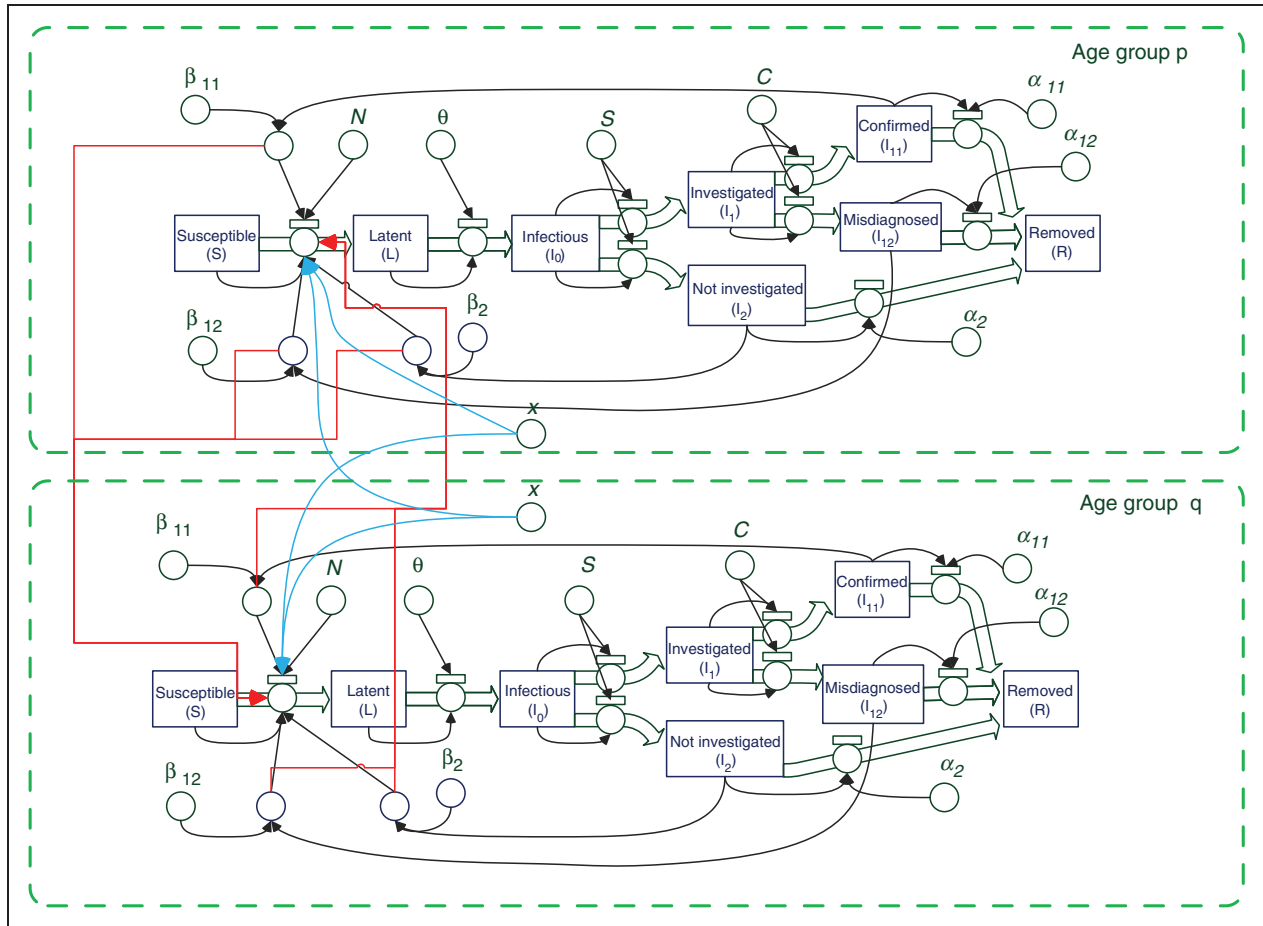 Age group p
β 11
N
θ
S
C
α 11
α12
Confirmed
(I11)
Investigated
(I1)
Misdiagnosed
(I12)
Removed
(R)
Susceptible
(S)
Latent
(L)
Infectious
(I0)
Not investigated
(I2)
β 12
β2
α2
x
Age group q
x
β 11
N
θ
S
C
α11
α12
Confirmed
(I11)
Investigated
(I1)
Misdiagnosed
(I12)
Removed
(R)
Susceptible
(S)
Latent
(L)
Infectious
(I0)
Not investigated
(I2)
β 12
β2
α2